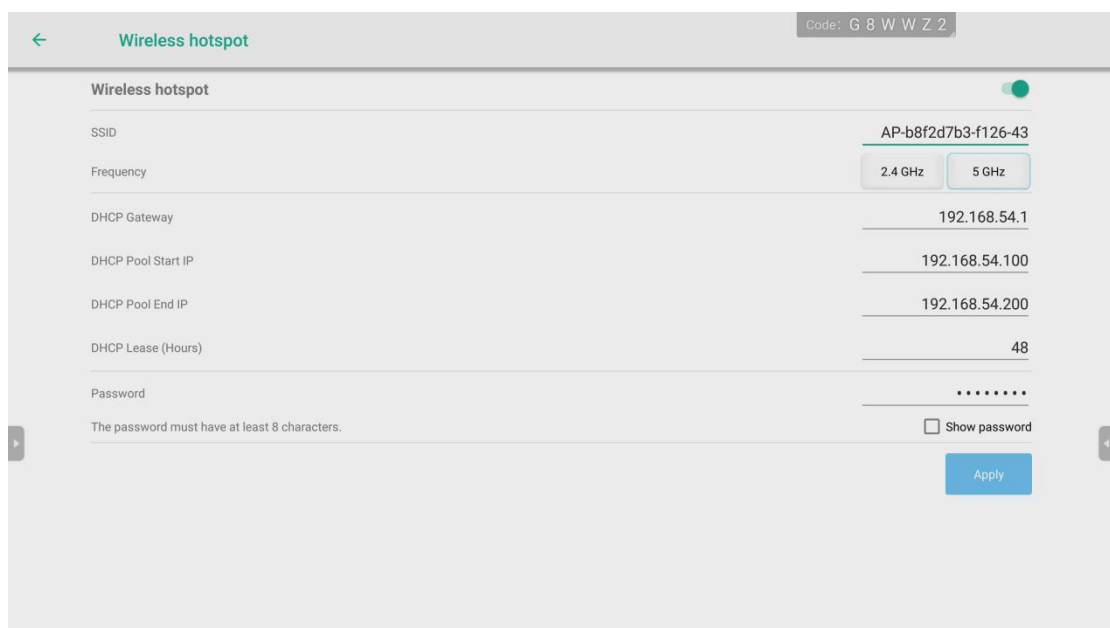 Code: G 8 W W Z 2
Wireless hotspot
Wireless hotspot
SSID AP-b8f2d7b3-f126-43
Frequency 2.4 GHz 5 GHz
DHCP Gateway 192.168.54.1
DHCP Pool Start IP 192.168.54.100
DHCP Pool End IP 192.168.54.200
DHCP Lease (Hours) 48
Password ••••••••
The password must have at least 8 characters. Show password
Apply